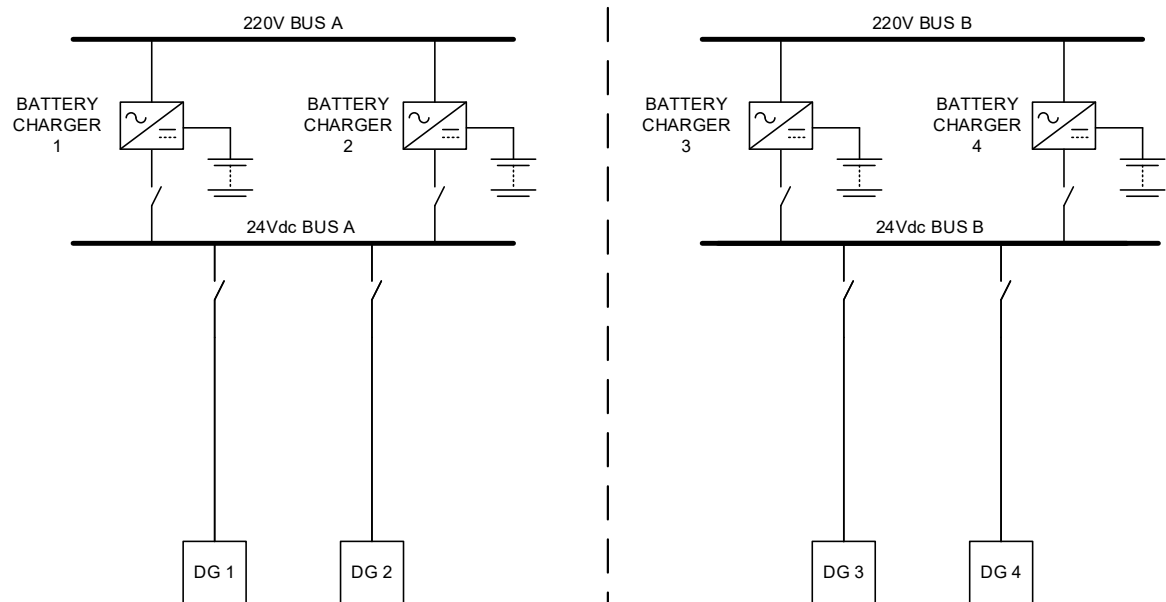 220V BUS A
220V BUS B
BATTERY
CHARGER
1
BATTERY
CHARGER
2
BATTERY
CHARGER
3
BATTERY
CHARGER
4
24Vdc BUS A
24Vdc BUS B
DG 1
DG 2
DG 3
DG 4